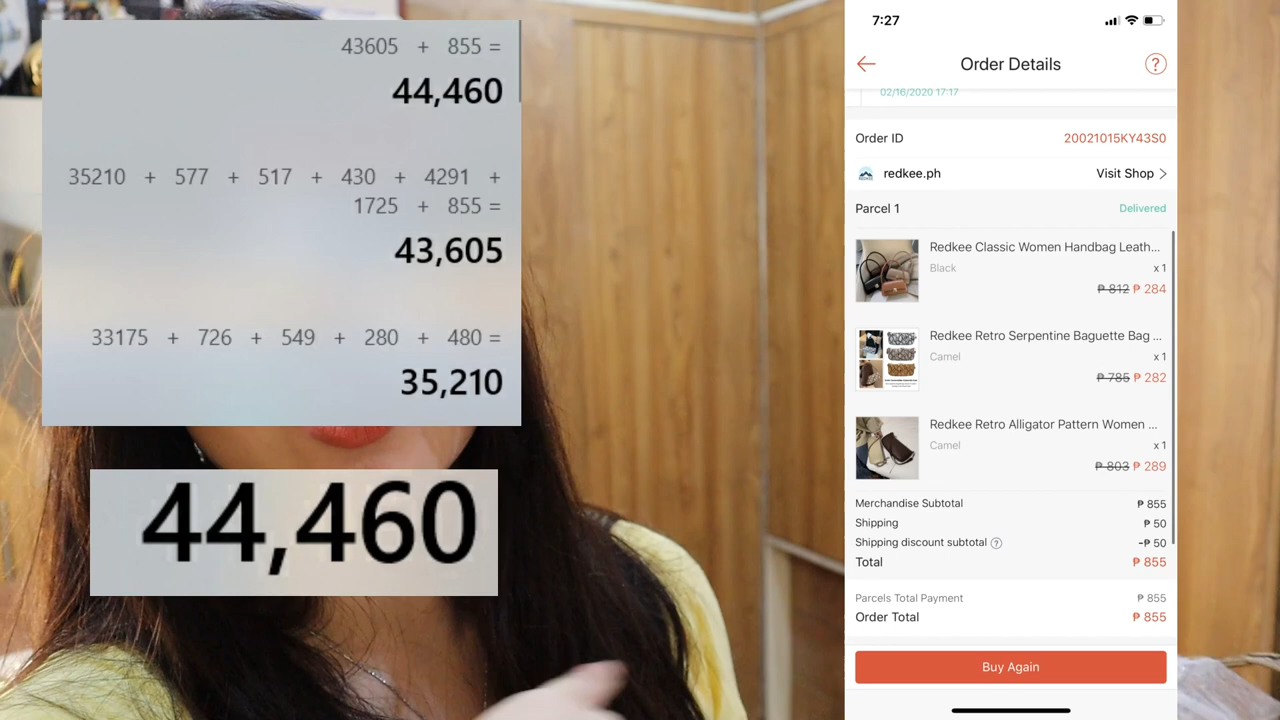 43605 + 855 =
44,460
35210 + 577 + 517 + 430 + 4291 +
1725 + 855 =
43,605
33175 + 726 + 549 + 280 + 480 =
35,210
44,460
7:27
Order Details
?
02/16/2020 17:17
Order ID 20021015KY43S0
redkee.ph Visit Shop >
Parcel 1 Delivered
Redkee Classic Women Handbag Leath...
Black x 1
₱ 812 ₱ 284
Redkee Retro Serpentine Baguette Bag ...
Camel x 1
₱ 785 ₱ 282
Redkee Retro Alligator Pattern Women ...
Camel x 1
₱ 803 ₱ 289
Merchandise Subtotal ₱ 855
Shipping ₱ 50
Shipping discount subtotal ? -₱ 50
Total ₱ 855
Parcels Total Payment ₱ 855
Order Total ₱ 855
Buy Again